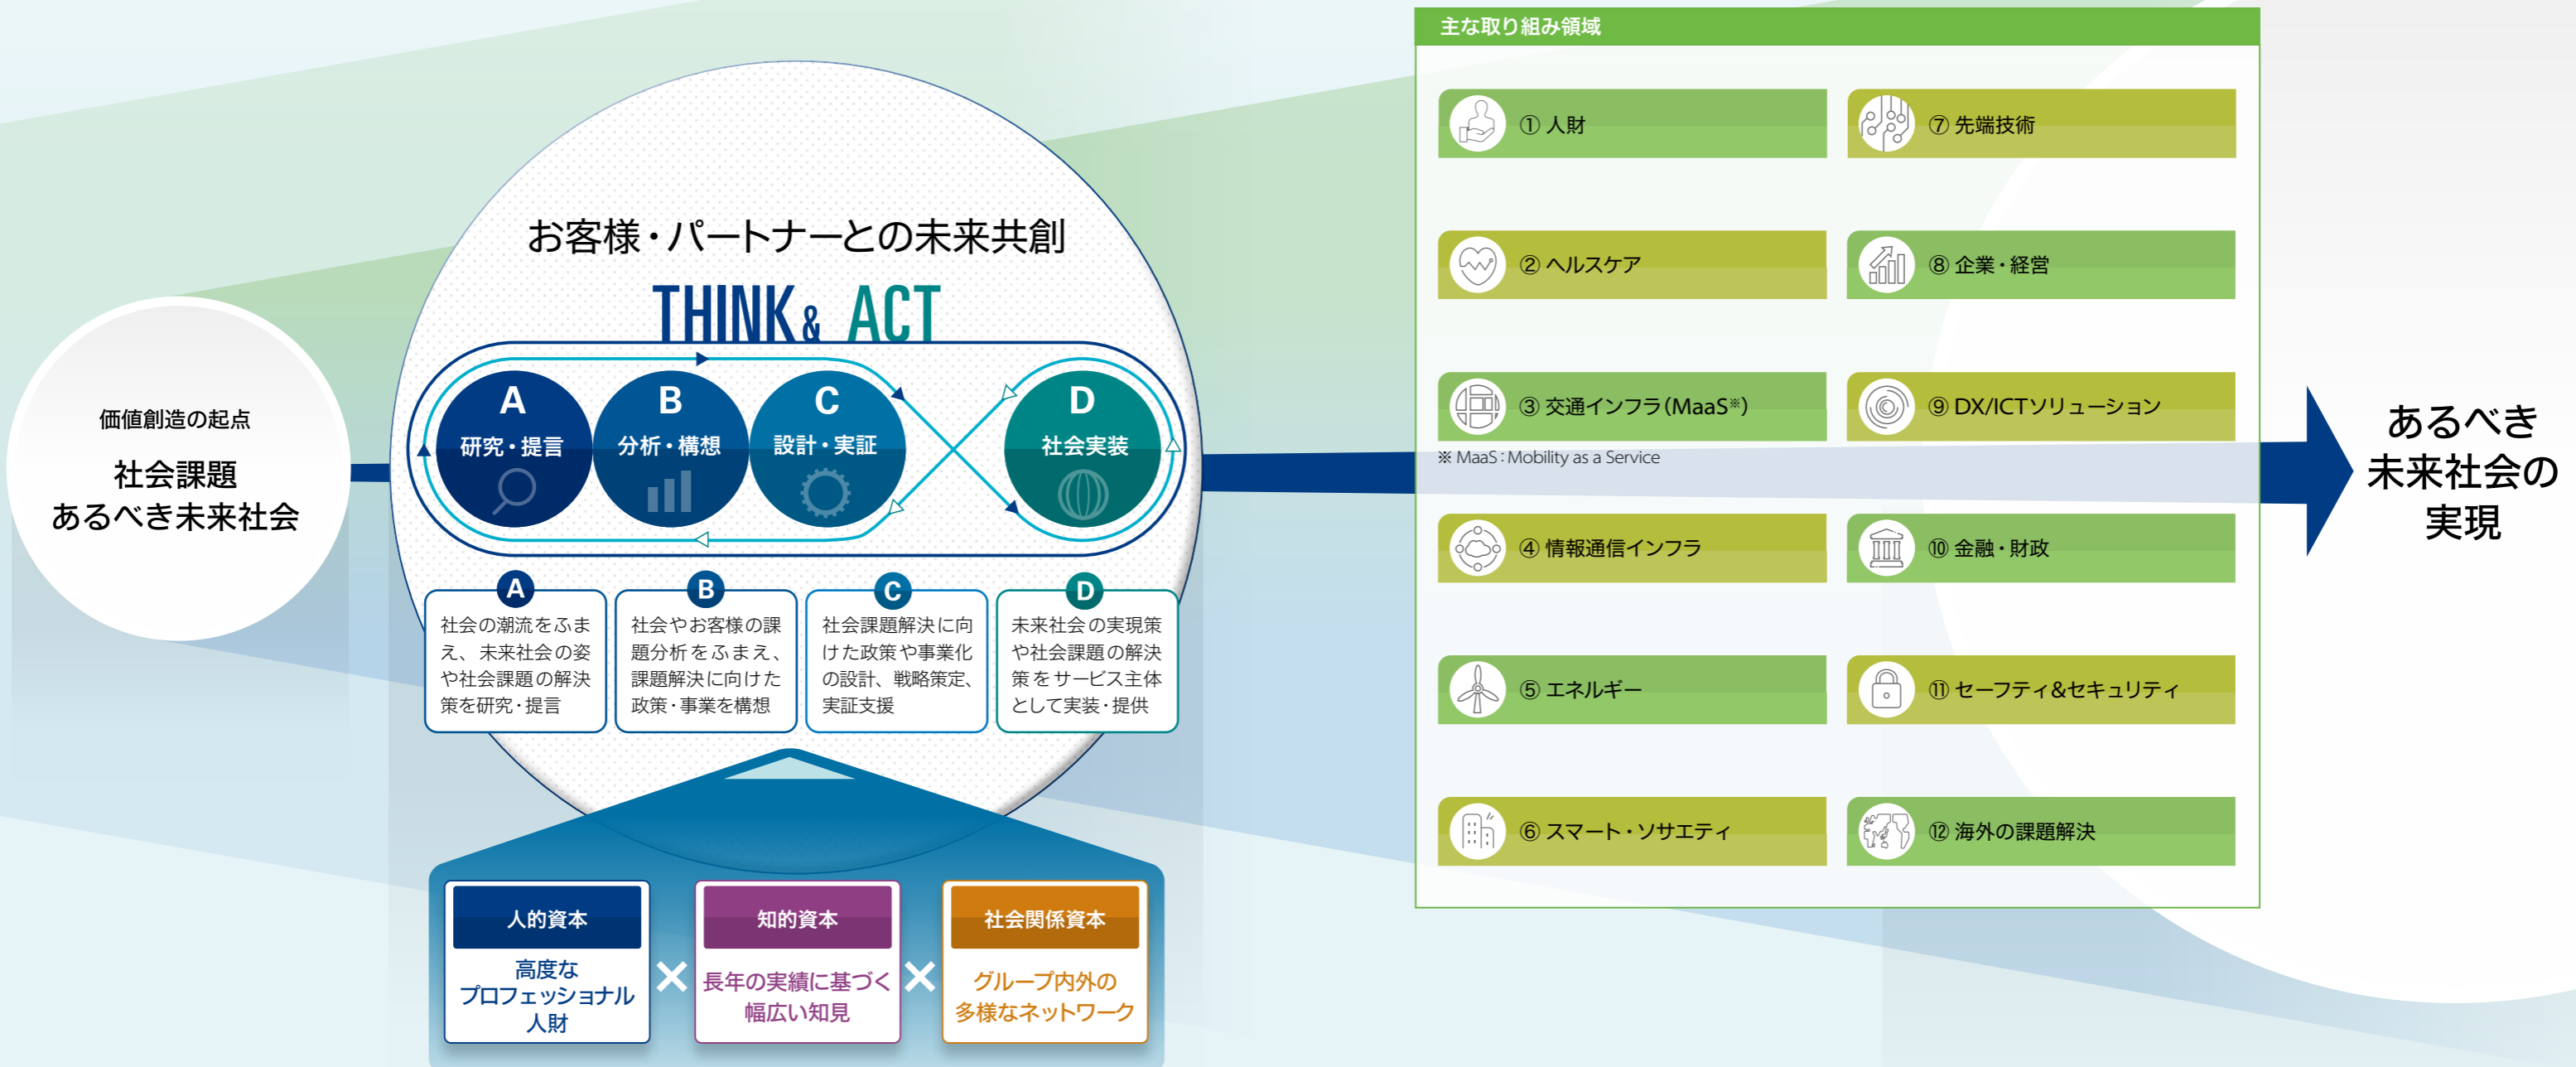 価値創造の起点
社会課題
あるべき未来社会
お客様・パートナーとの未来共創
THINK & ACT
A
研究・提言
B
分析・構想
C
設計・実証
D
社会実装
A
社会の潮流をふま
え、未来社会の姿
や社会課題の解決
策を研究・提言
B
社会やお客様の課
題分析をふまえ、
課題解決に向けた
政策・事業を構想
C
社会課題解決に向
けた政策や事業化
の設計、戦略策定、
実証支援
D
未来社会の実現策
や社会課題の解決
策をサービス主体
として実装・提供
人的資本
高度な
プロフェッショナル
人財
×
知的資本
長年の実績に基づく
幅広い知見
×
社会関係資本
グループ内外の
多様なネットワーク
主な取り組み領域
① 人財
② ヘルスケア
③ 交通インフラ(MaaS※)
※ MaaS:Mobility as a Service
④ 情報通信インフラ
⑤ エネルギー
⑥ スマート・ソサエティ
⑦ 先端技術
⑧ 企業・経営
⑨ DX/ICTソリューション
⑩ 金融・財政
⑪ セーフティ&セキュリティ
⑫ 海外の課題解決
あるべき
未来社会の
実現